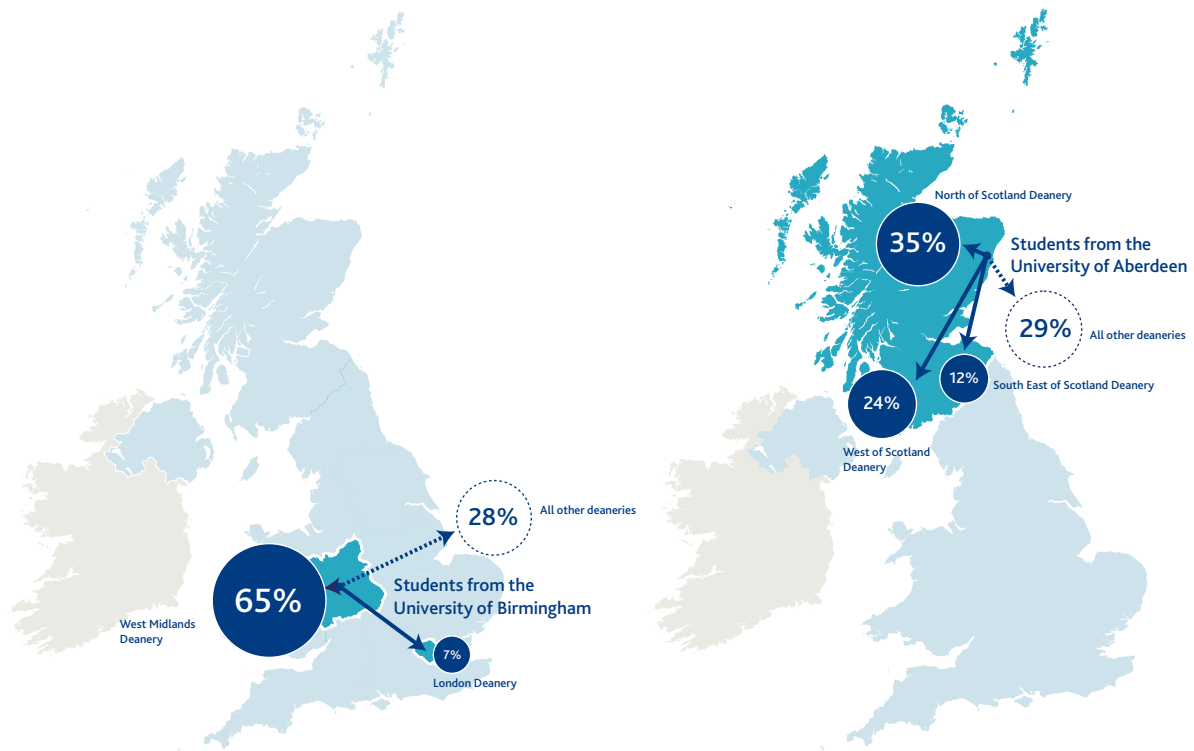 28%
All other deaneries
Students from the
University of Birmingham
65%
West Midlands
Deanery
7%
London Deanery
North of Scotland Deanery
35%
Students from the
University of Aberdeen
29%
All other deaneries
12%
South East of Scotland Deanery
24%
West of Scotland
Deanery